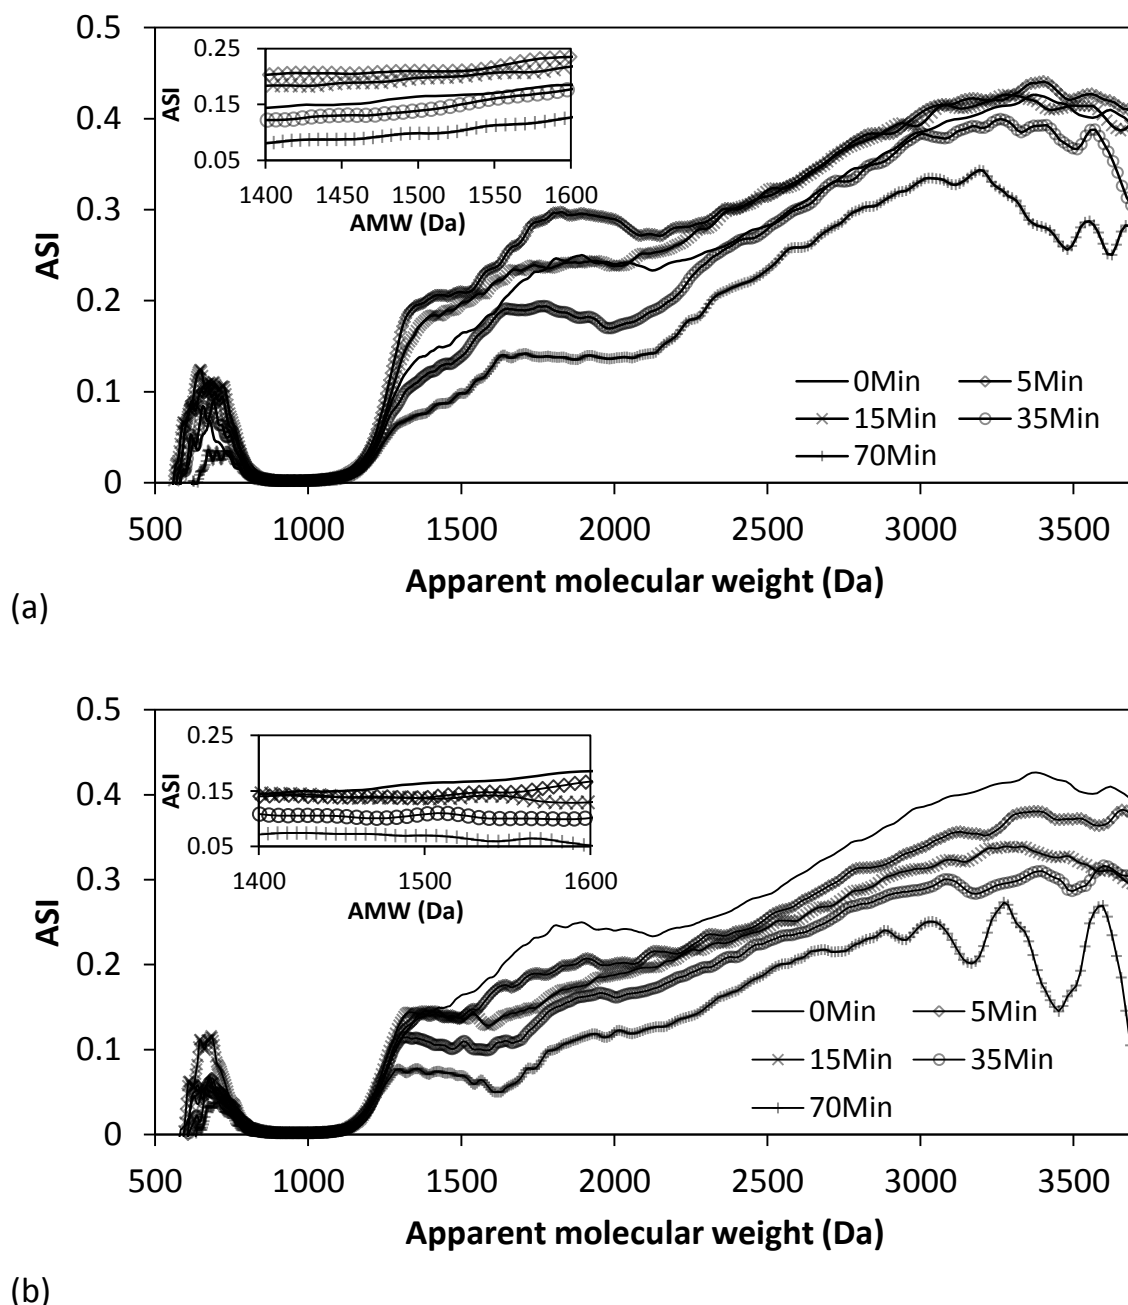 0.5
0.4
0.3
0.2
0.1
0
ASI
0.25
0.15
0.05
ASI
1400 1450 1500 1550 1600
AMW (Da)
0Min 5Min
15Min 35Min
70Min
500 1000 1500 2000 2500 3000 3500
Apparent molecular weight (Da)
(a)
0.5
0.4
0.3
0.2
0.1
0
ASI
0.25
0.15
0.05
ASI
1400 1500 1600
AMW (Da)
0Min 5Min
15Min 35Min
70Min
500 1000 1500 2000 2500 3000 3500
Apparent molecular weight (Da)
(b)